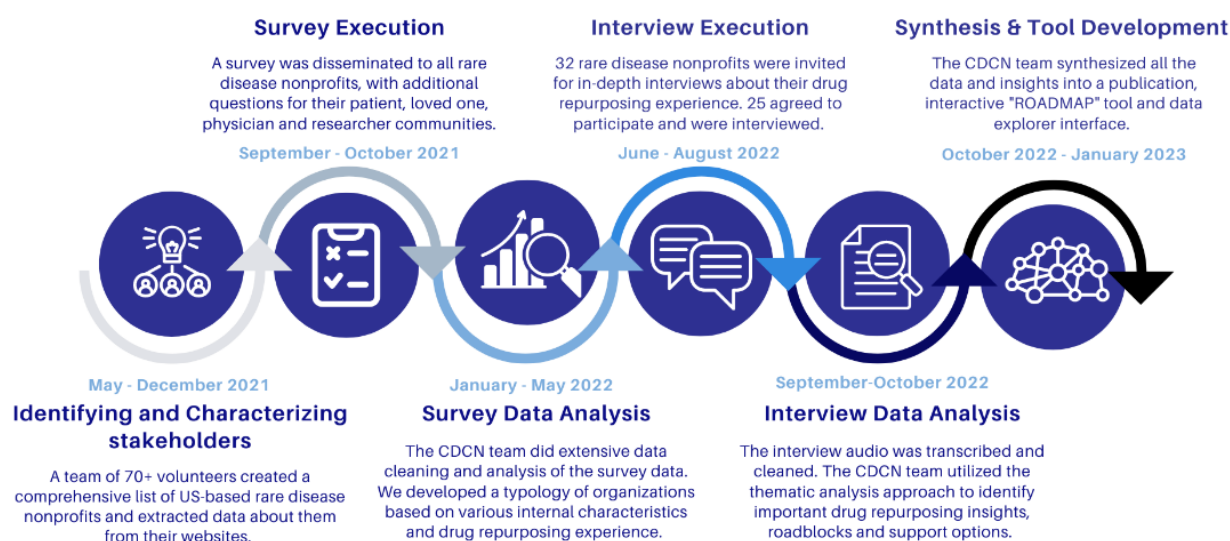 Survey Execution
A survey was disseminated to all rare
disease nonprofits, with additional
questions for their patient, loved one,
physician and researcher communities.
September - October 2021
Interview Execution
32 rare disease nonprofits were invited
for in-depth interviews about their drug
repurposing experience. 25 agreed to
participate and were interviewed.
June - August 2022
Synthesis & Tool Development
The CDCN team synthesized all the
data and insights into a publication,
interactive "ROADMAP" tool and data
explorer interface.
October 2022 - January 2023
May - December 2021
Identifying and Characterizing
stakeholders
A team of 70+ volunteers created a
comprehensive list of US-based rare disease
nonprofits and extracted data about them
from their websites.
January - May 2022
Survey Data Analysis
The CDCN team did extensive data
cleaning and analysis of the survey data.
We developed a typology of organizations
based on various internal characteristics
and drug repurposing experience.
September-October 2022
Interview Data Analysis
The interview audio was transcribed and
cleaned. The CDCN team utilized the
thematic analysis approach to identify
important drug repurposing insights,
roadblocks and support options.